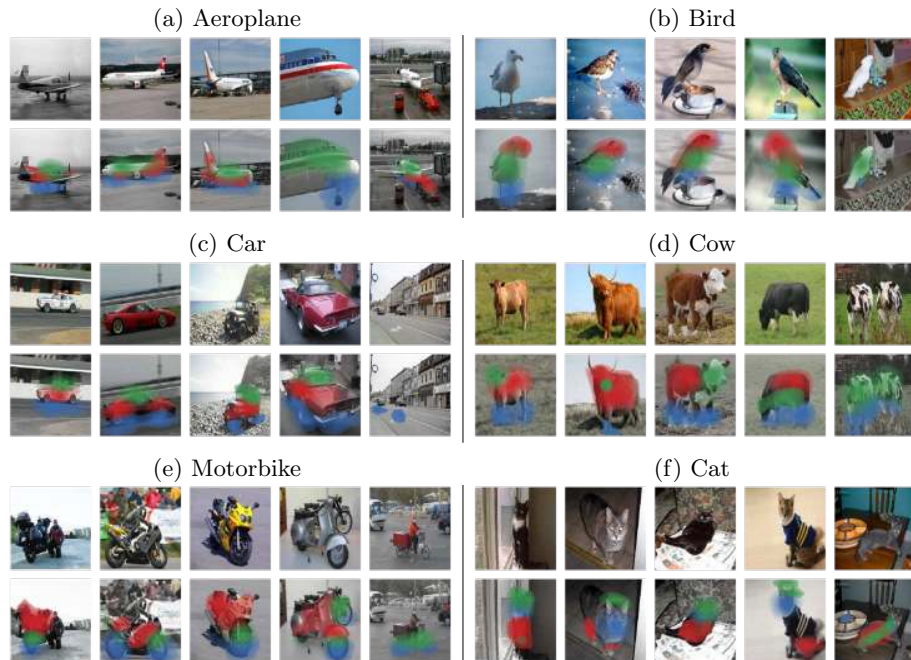 (a) Aeroplane
(b) Bird
(c) Car
(d) Cow
(e) Motorbike
(f) Cat